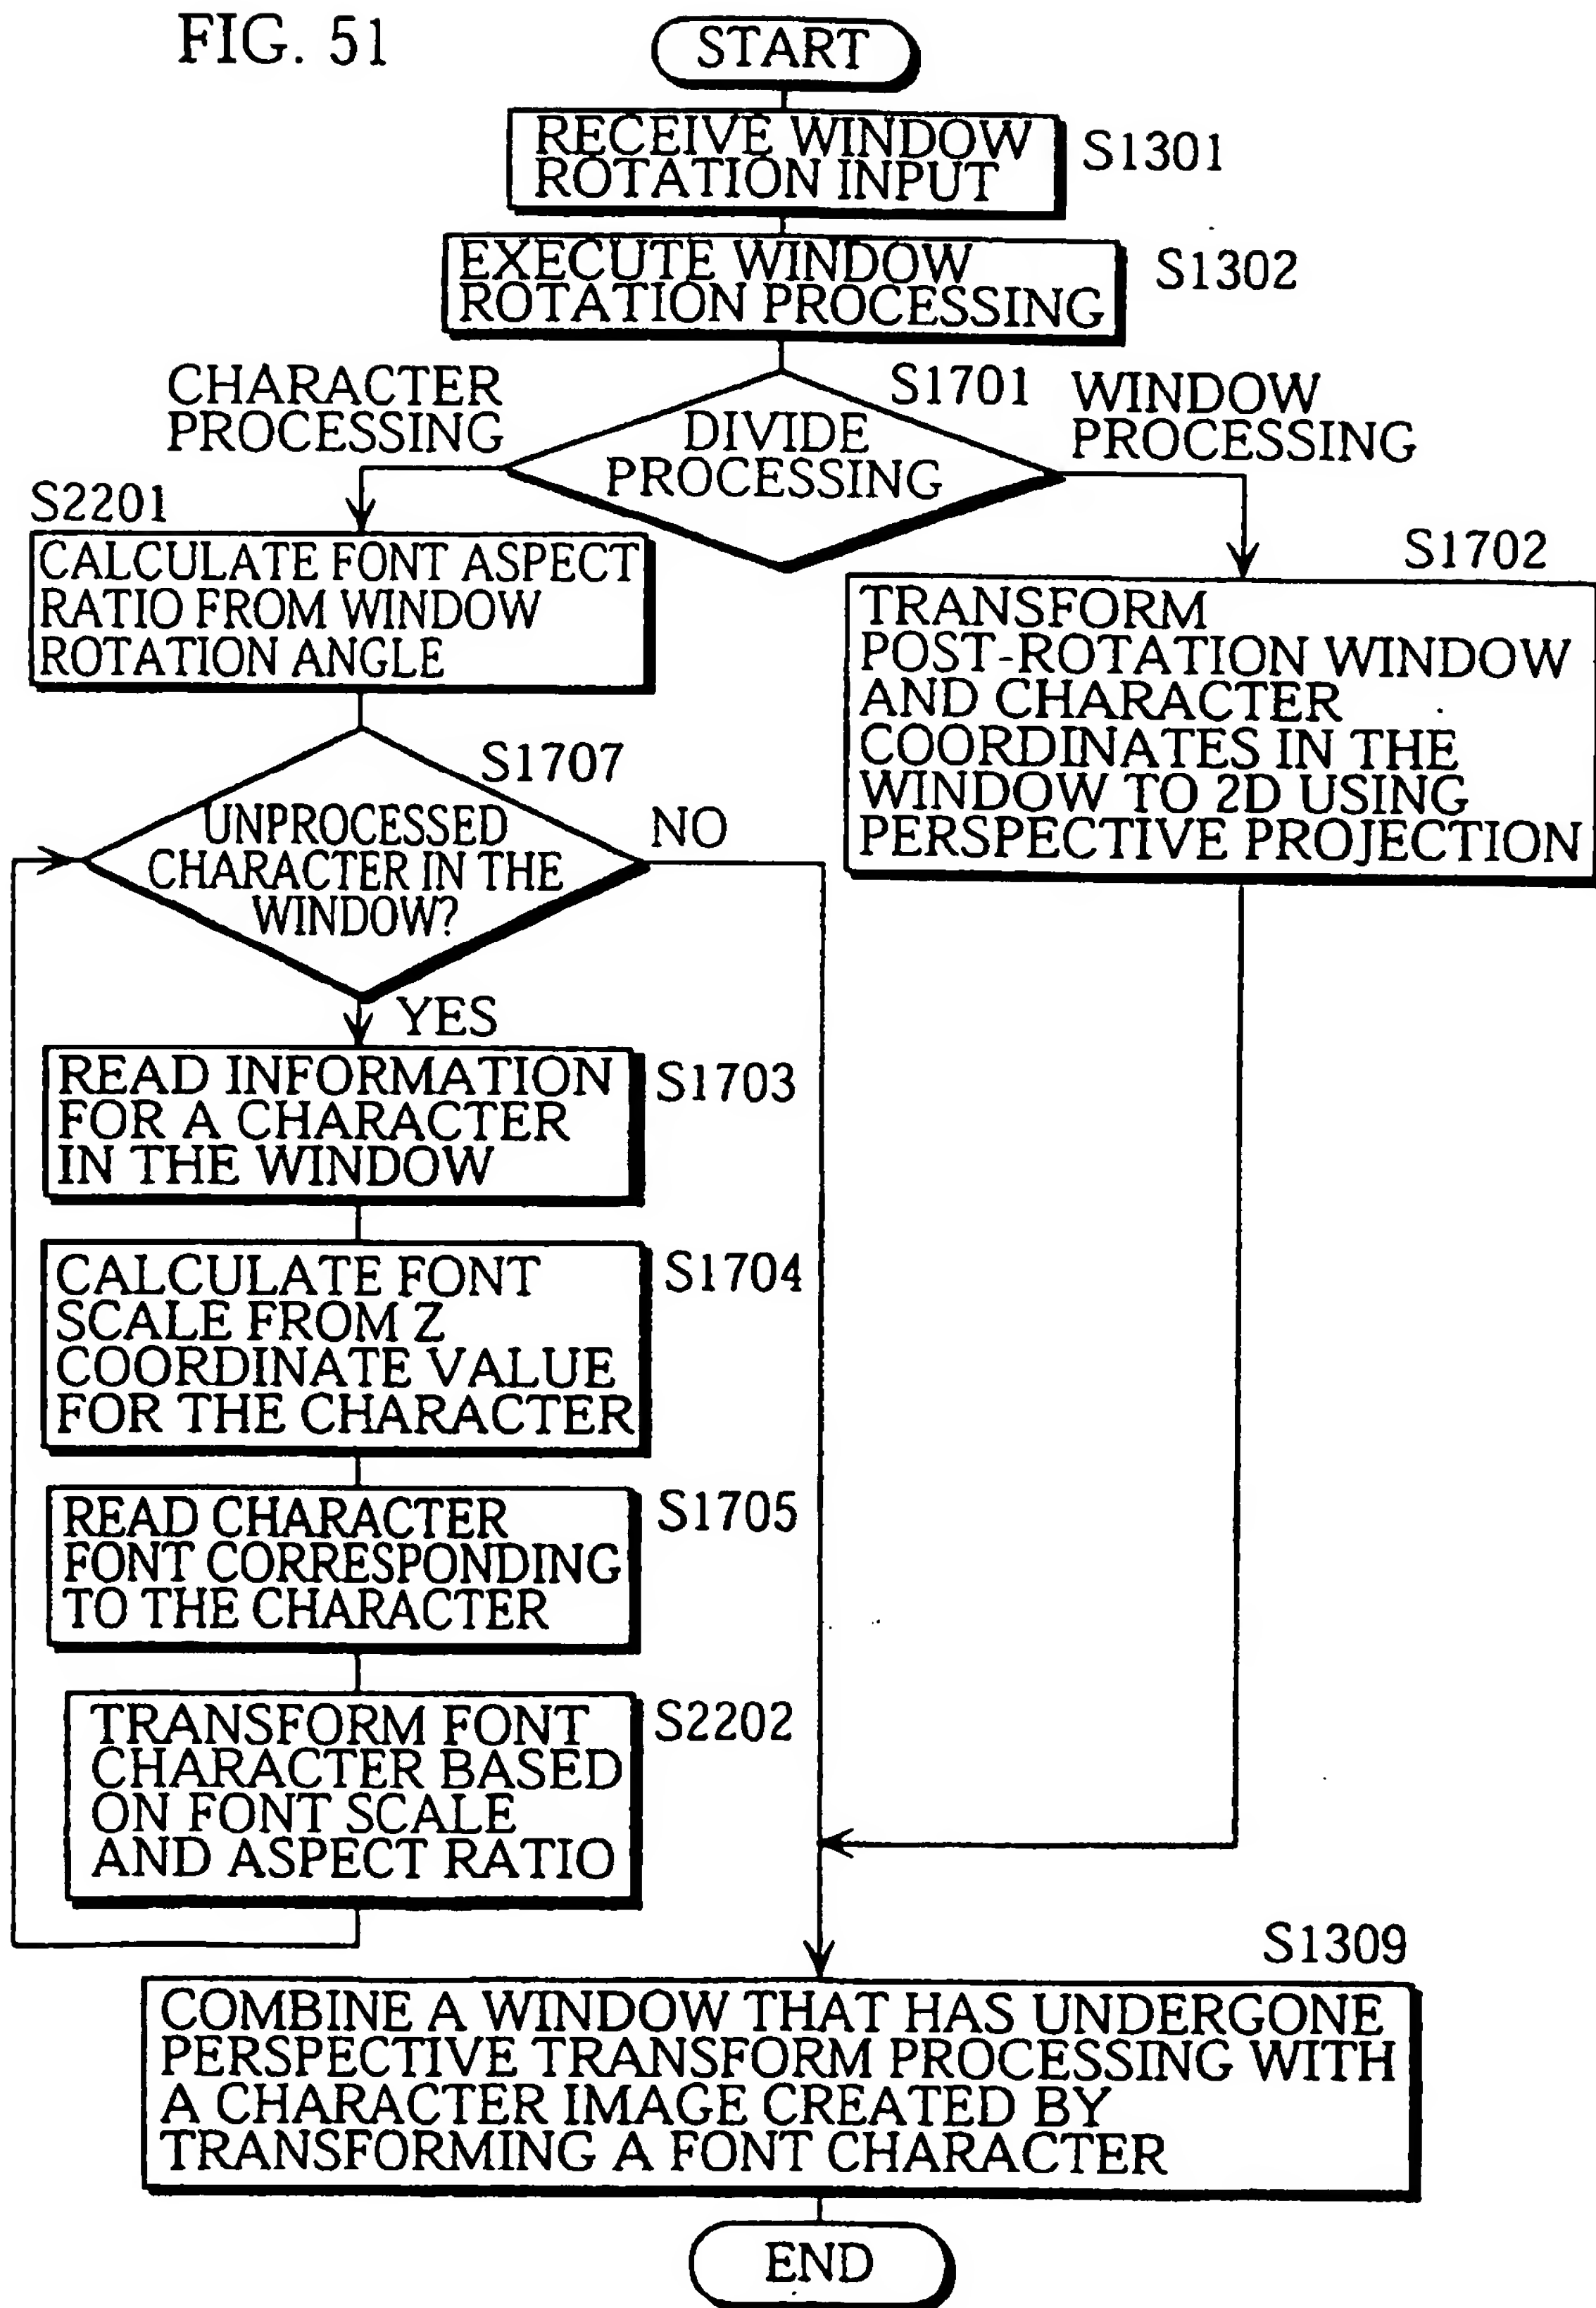 FIG. 51
START
RECEIVE WINDOW
ROTATION INPUT
S1301
EXECUTE WINDOW
ROTATION PROCESSING
S1302
CHARACTER
PROCESSING
S1701
DIVIDE
PROCESSING
WINDOW
PROCESSING
S2201
CALCULATE FONT ASPECT
RATIO FROM WINDOW
ROTATION ANGLE
S1702
TRANSFORM
POST-ROTATION WINDOW
AND CHARACTER
COORDINATES IN THE
WINDOW TO 2D USING
PERSPECTIVE PROJECTION
S1707
UNPROCESSED
CHARACTER IN THE
WINDOW?
NO
YES
READ INFORMATION
FOR A CHARACTER
IN THE WINDOW
S1703
CALCULATE FONT
SCALE FROM Z
COORDINATE VALUE
FOR THE CHARACTER
S1704
READ CHARACTER
FONT CORRESPONDING
TO THE CHARACTER
S1705
TRANSFORM FONT
CHARACTER BASED
ON FONT SCALE
AND ASPECT RATIO
S2202
S1309
COMBINE A WINDOW THAT HAS UNDERGONE
PERSPECTIVE TRANSFORM PROCESSING WITH
A CHARACTER IMAGE CREATED BY
TRANSFORMING A FONT CHARACTER
END